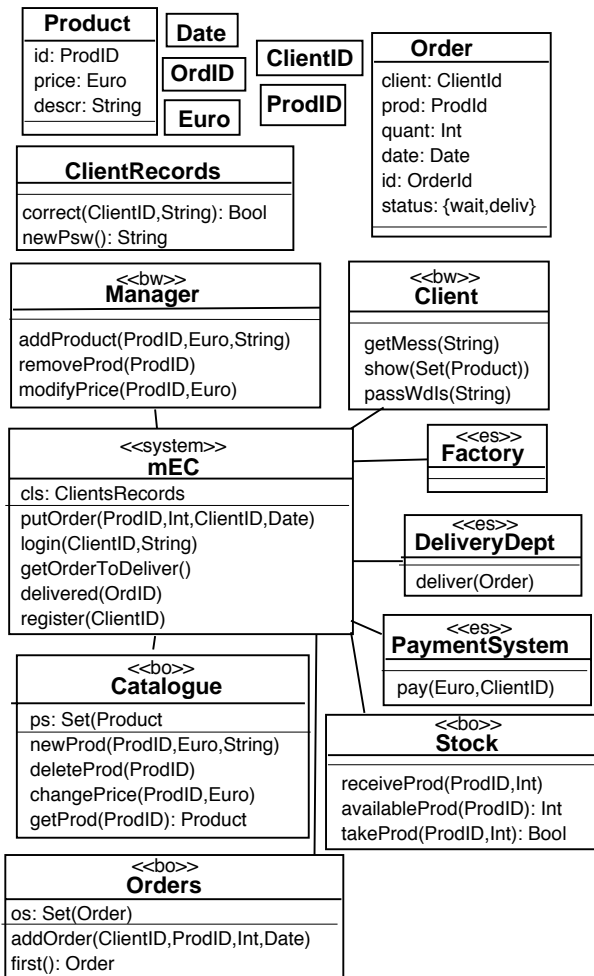 Product
id: ProdID
price: Euro
descr: String
Date
OrdID
Euro
ClientID
ProdID
Order
client: ClientId
prod: ProdId
quant: Int
date: Date
id: OrderId
status: {wait,deliv}
ClientRecords
correct(ClientID,String): Bool
newPsw(): String
<<bw>>
Manager
addProduct(ProdID,Euro,String)
removeProd(ProdID)
modifyPrice(ProdID,Euro)
<<bw>>
Client
getMess(String)
show(Set(Product))
passWdIs(String)
<<system>>
mEC
cls: ClientsRecords
putOrder(ProdID,Int,ClientID,Date)
login(ClientID,String)
getOrderToDeliver()
delivered(OrdID)
register(ClientID)
<<es>>
Factory
<<es>>
DeliveryDept
deliver(Order)
<<es>>
PaymentSystem
pay(Euro,ClientID)
<<bo>>
Catalogue
ps: Set(Product
newProd(ProdID,Euro,String)
deleteProd(ProdID)
changePrice(ProdID,Euro)
getProd(ProdID): Product
<<bo>>
Stock
receiveProd(ProdID,Int)
availableProd(ProdID): Int
takeProd(ProdID,Int): Bool
<<bo>>
Orders
os: Set(Order)
addOrder(ClientID,ProdID,Int,Date)
first(): Order